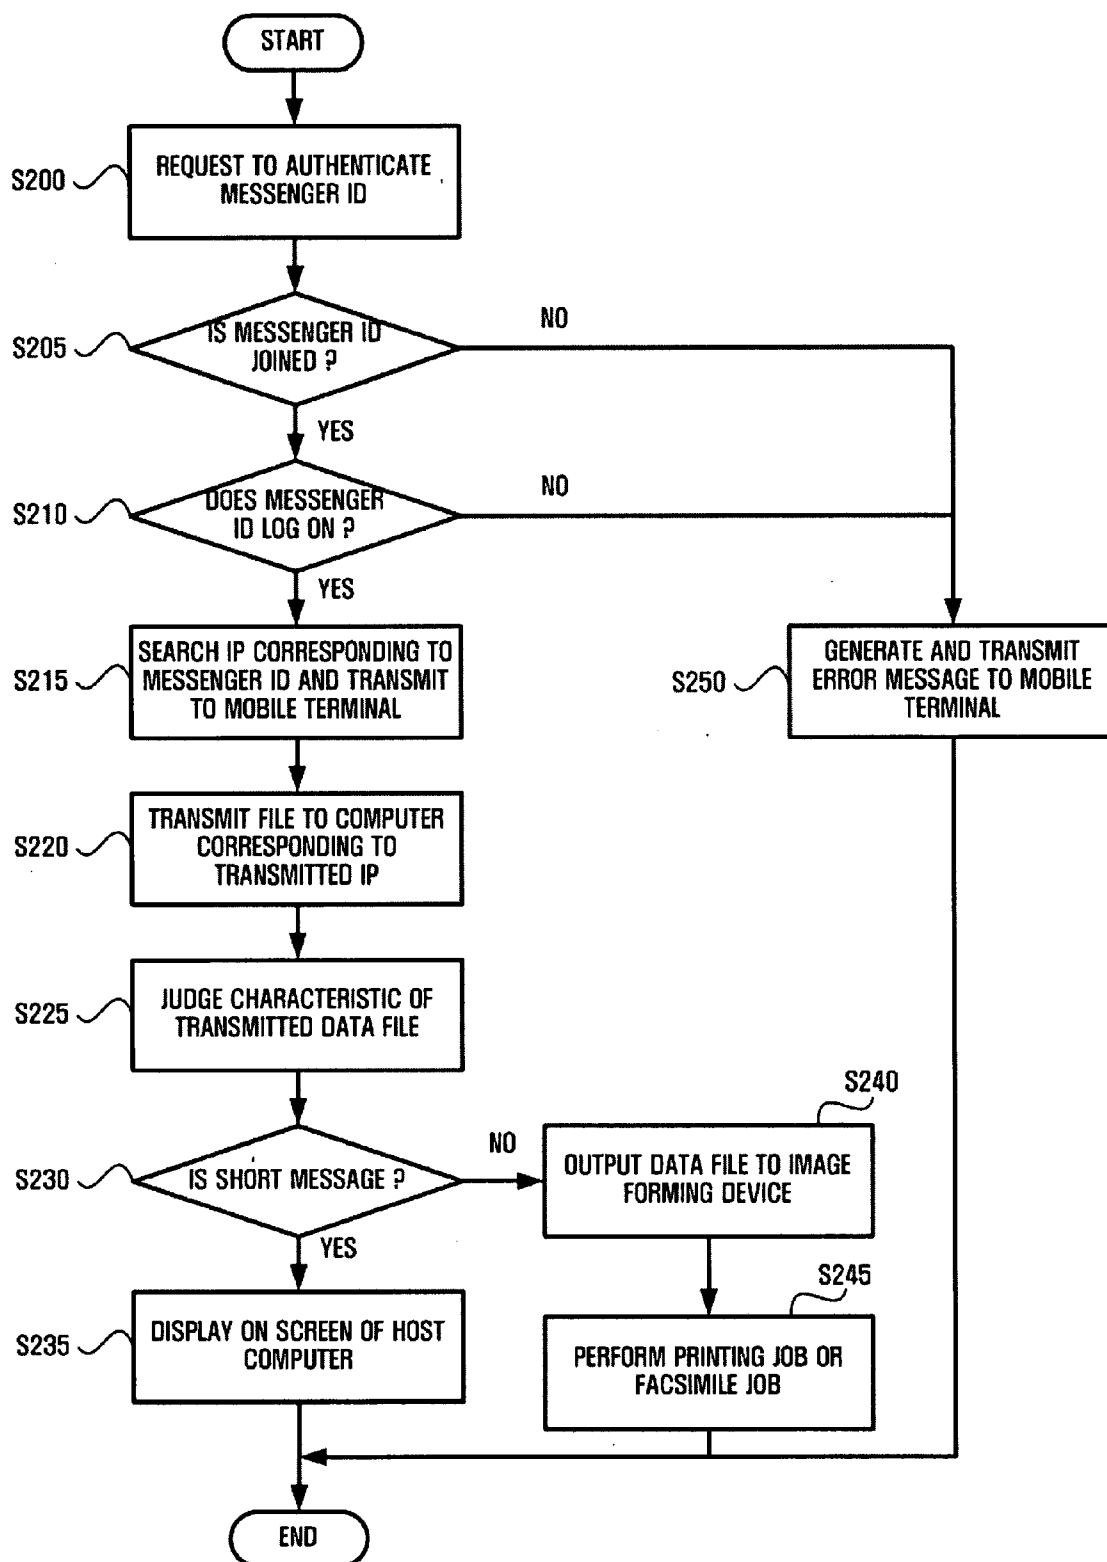 START
REQUEST TO AUTHENTICATE
MESSENGER ID
S200
IS MESSENGER ID
JOINED ?
S205
NO
YES
DOES MESSENGER
ID LOG ON ?
S210
NO
YES
SEARCH IP CORRESPONDING TO
MESSENGER ID AND TRANSMIT
TO MOBILE TERMINAL
S215
GENERATE AND TRANSMIT
ERROR MESSAGE TO MOBILE
TERMINAL
S250
TRANSMIT FILE TO COMPUTER
CORRESPONDING TO
TRANSMITTED IP
S220
JUDGE CHARACTERISTIC OF
TRANSMITTED DATA FILE
S225
IS SHORT MESSAGE ?
S230
NO
YES
S240
OUTPUT DATA FILE TO IMAGE
FORMING DEVICE
DISPLAY ON SCREEN OF HOST
COMPUTER
S235
S245
PERFORM PRINTING JOB OR
FACSIMILE JOB
END